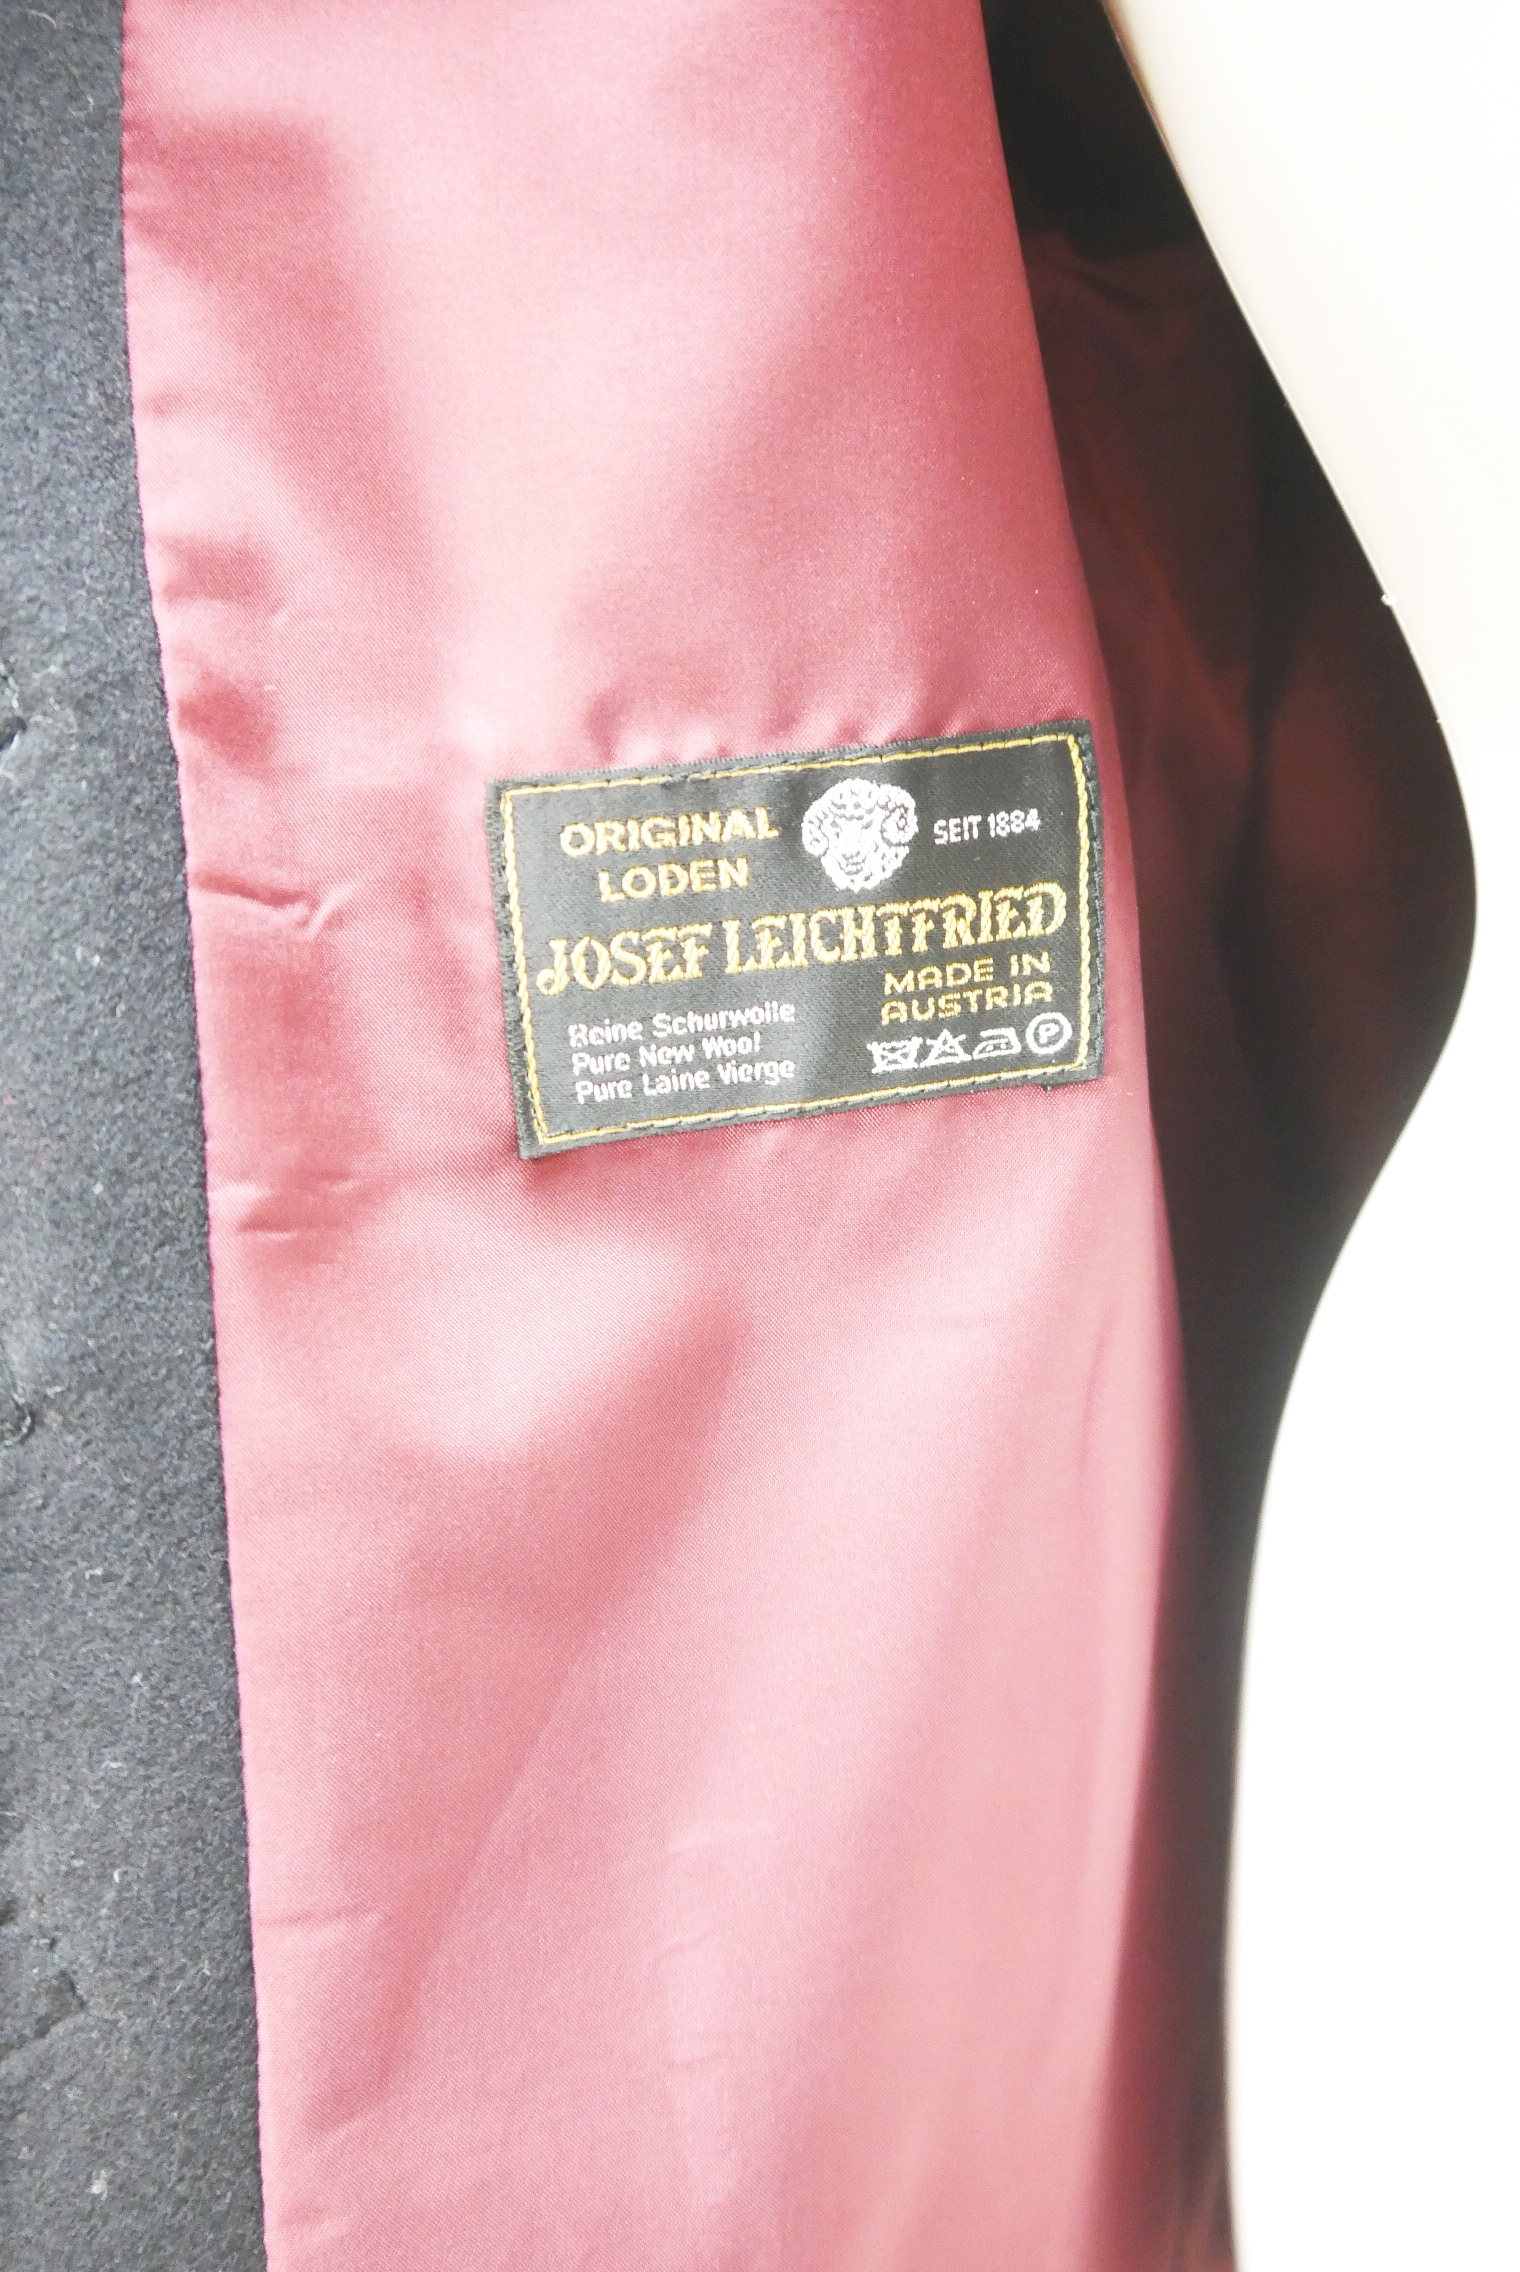 ORIGINAL
LODEN
SEIT 1884
JOSEF LEICHTFRIED
MADE IN
AUSTRIA
Reine Schurwolle
Pure New Wool
Pure Laine Vierge
P